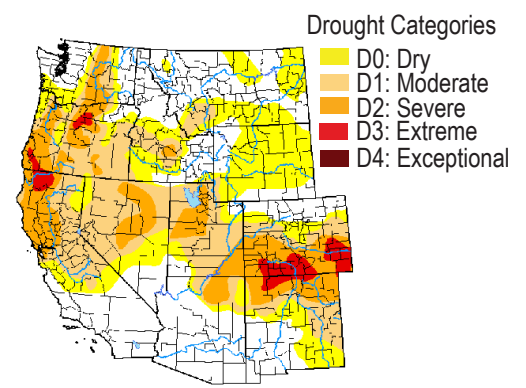 Drought Categories
D0: Dry
D1: Moderate
D2: Severe
D3: Extreme
D4: Exceptional